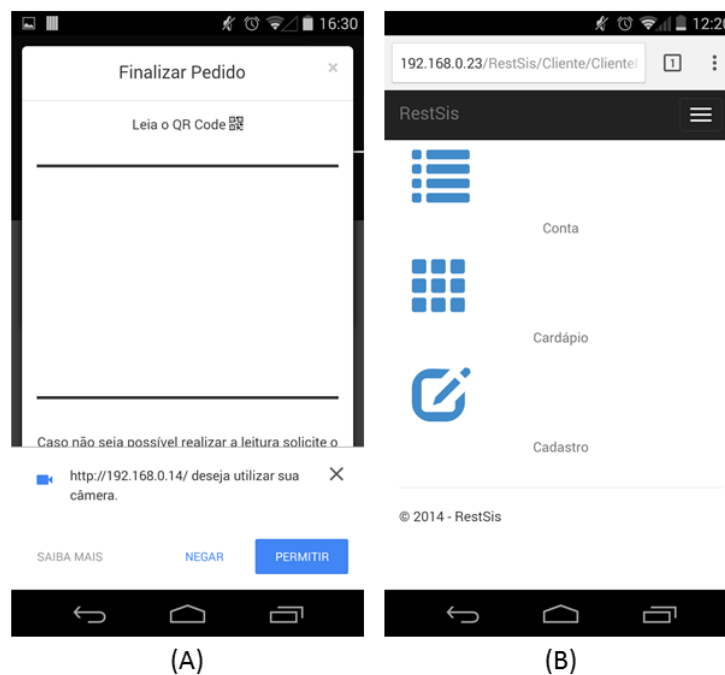 16:30
Finalizar Pedido ×
Leia o QR Code
Caso não seja possível realizar a leitura solicite o
http://192.168.0.14/ deseja utilizar sua
câmera.
SAIBA MAIS NEGAR PERMITIR
(A)
12:20
192.168.0.23/RestSis/Cliente/Cliente
1
RestSis
Conta
Cardápio
Cadastro
© 2014 - RestSis
(B)